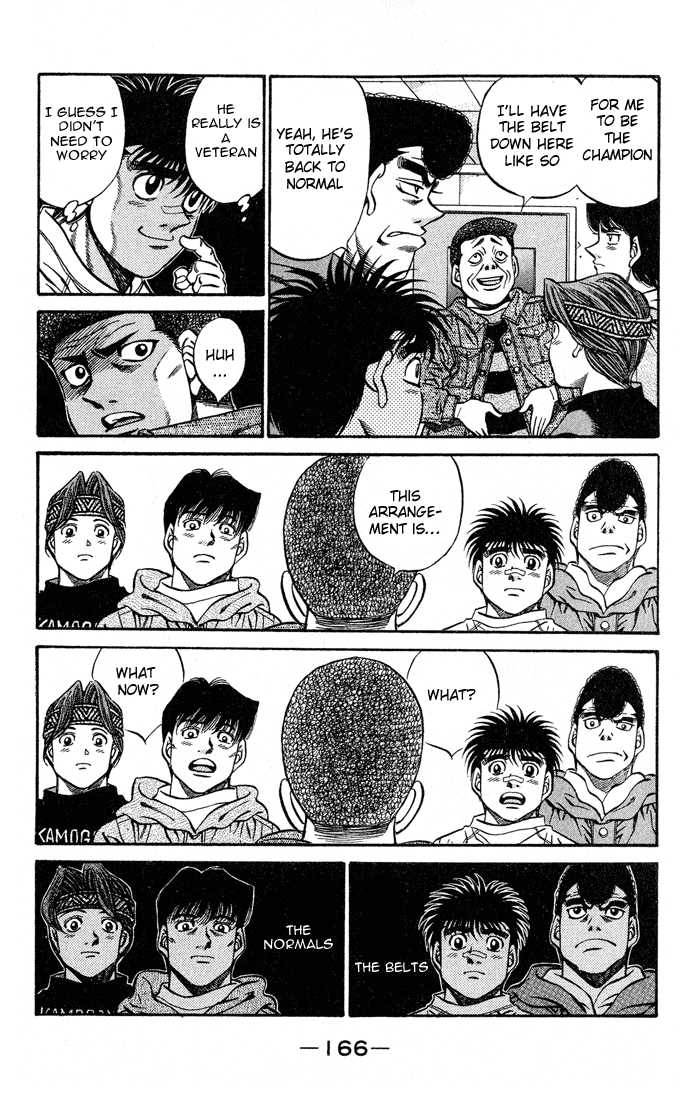 FOR ME
TO BE
THE
CHAMPION
I'LL HAVE
THE BELT
DOWN HERE
LIKE SO
YEAH, HE'S
TOTALLY
BACK TO
NORMAL
HE
REALLY IS
A
VETERAN
I GUESS I
DIDN'T
NEED TO
WORRY
HUH
...
THIS
ARRANGE-
MENT IS...
KAMOG
WHAT?
WHAT
NOW?
KAMOG
THE BELTS
THE
NORMALS
KAMOGA
—166—